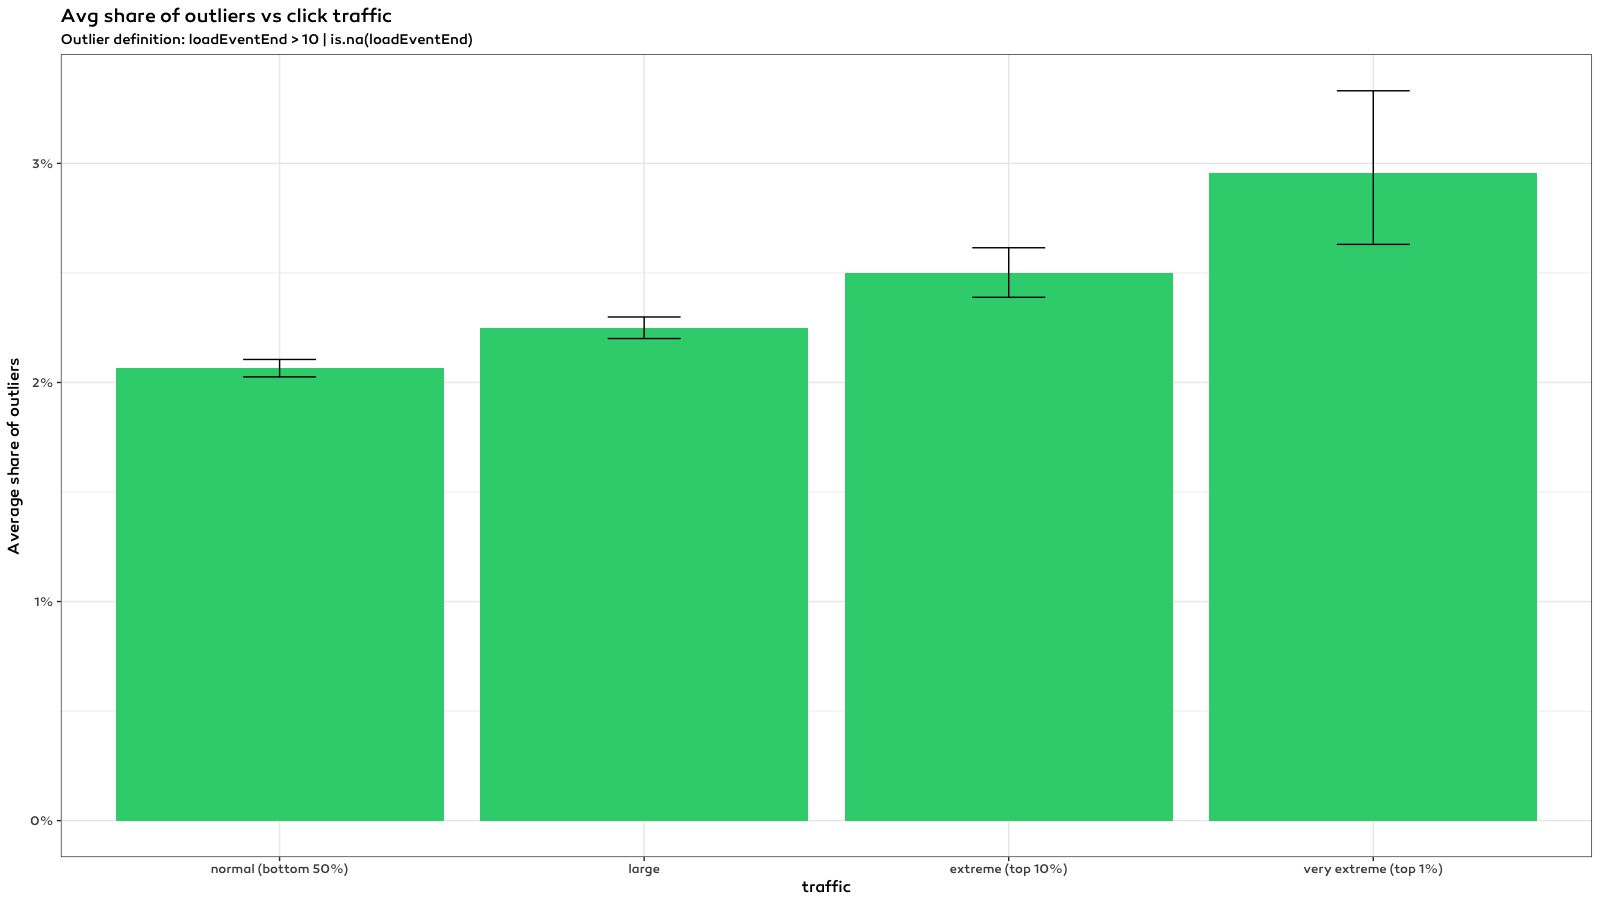 Avg share of outliers vs click traffic
Outlier definition: loadEventEnd > 10 | is.na(loadEventEnd)
Average share of outliers
3%
2%
1%
0%
normal (bottom 50%)
large
extreme (top 10%)
very extreme (top 1%)
traffic